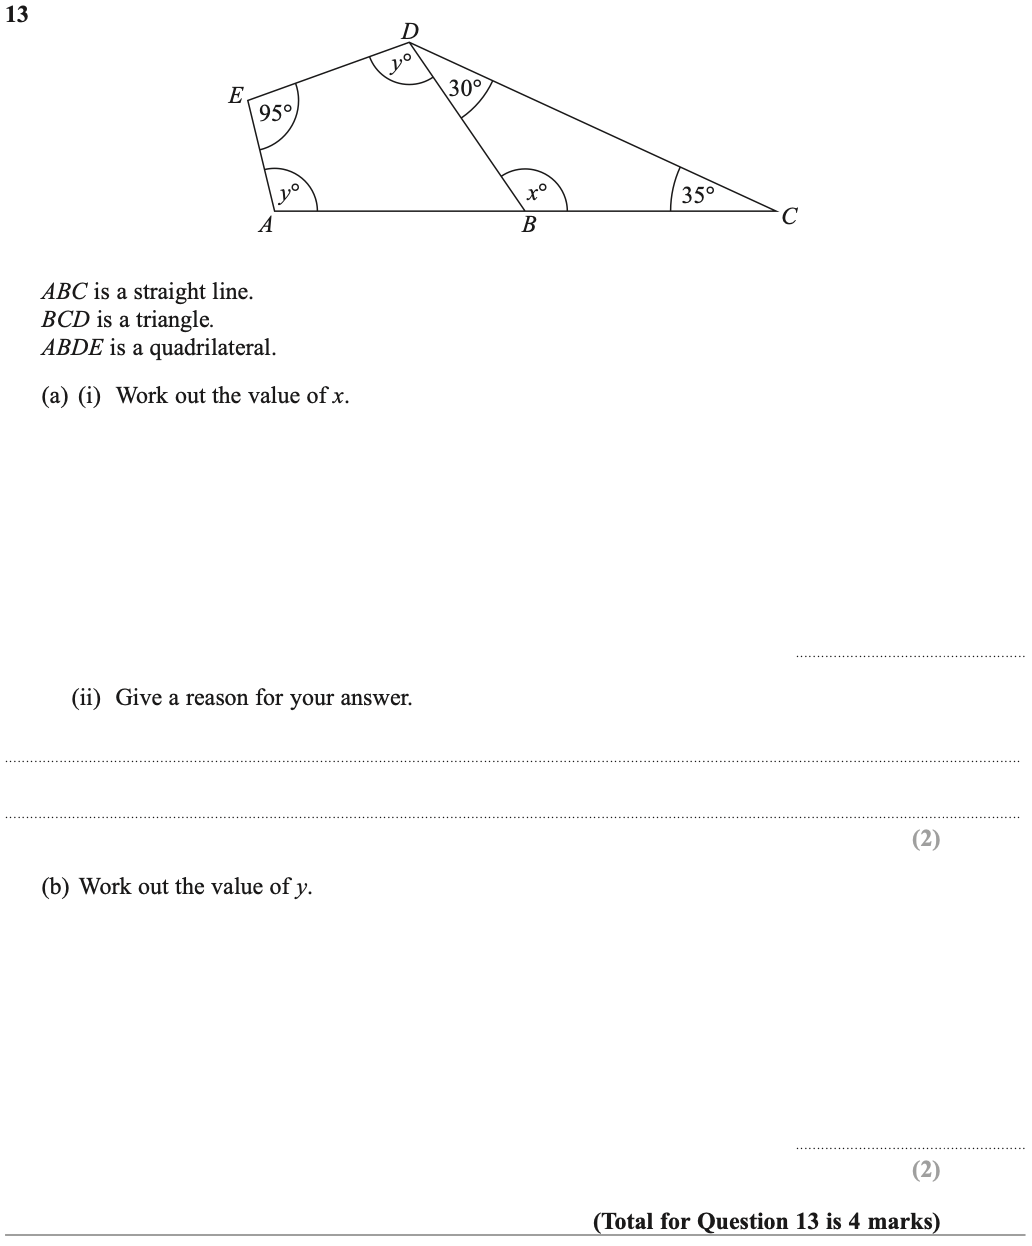 13
D
y°
30°
E
95°
y°
x°
35°
A
B
C
ABC is a straight line.
BCD is a triangle.
ABDE is a quadrilateral.
(a) (i) Work out the value of x.
(ii) Give a reason for your answer.
(2)
(b) Work out the value of y.
(2)
(Total for Question 13 is 4 marks)